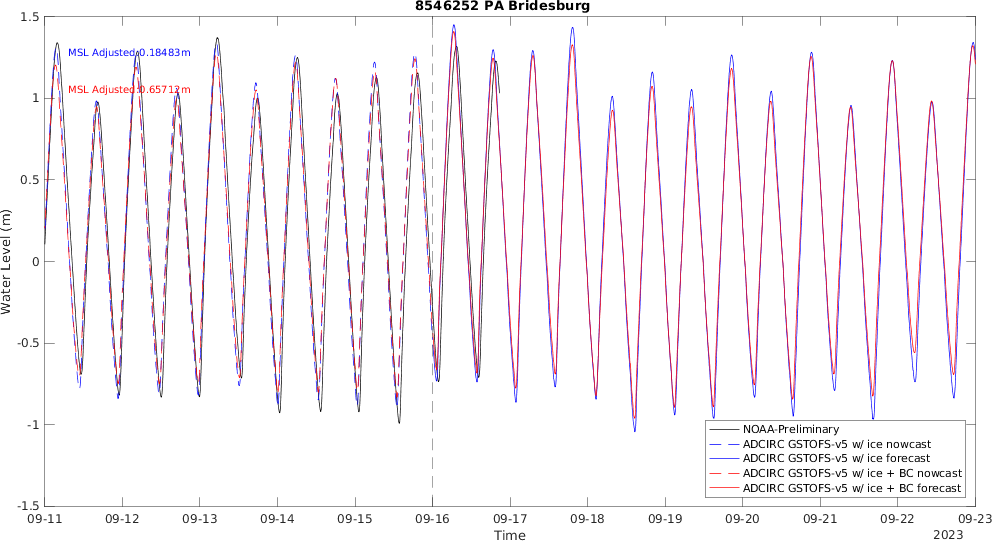 8546252 PA Bridesburg
MSL Adjusted:0.18483m
MSL Adjusted:0.65712m
Water Level (m)
1.5
1
0.5
0
-0.5
-1
-1.5
NOAA-Preliminary
ADCIRC GSTOFS-v5 w/ ice nowcast
ADCIRC GSTOFS-v5 w/ ice forecast
ADCIRC GSTOFS-v5 w/ ice + BC nowcast
ADCIRC GSTOFS-v5 w/ ice + BC forecast
09-11 09-12 09-13 09-14 09-15 09-16 09-17 09-18 09-19 09-20 09-21 09-22 09-23
Time
2023